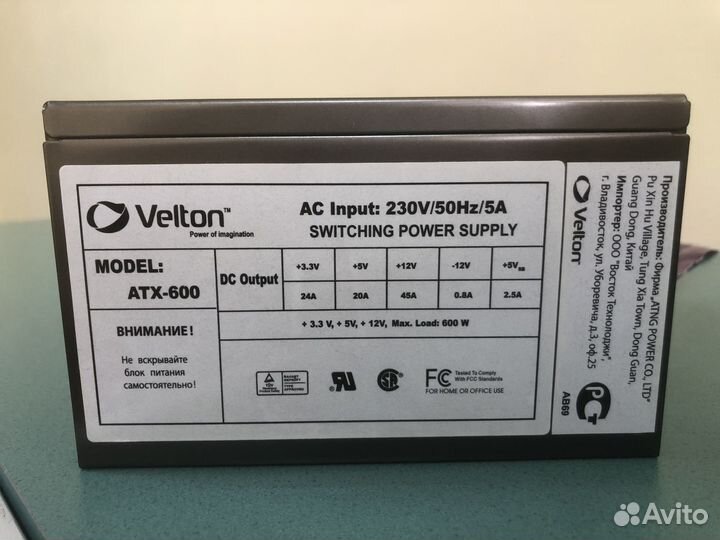 Velton™
Power of imagination
AC Input: 230V/50Hz/5A
SWITCHING POWER SUPPLY
MODEL:
ATX-600
DC Output
+3.3V +5V +12V -12V +5VSB
24A 20A 45A 0.8A 2.5A
+ 3.3 V, + 5V, + 12V, Max. Load: 600 W
ВНИМАНИЕ!
Не вскрывайте
блок питания
самостоятельно!
FC
Tested To Comply
With FCC Standards
FOR HOME OR OFFICE USE
Производитель: Фирма „ATNG POWER CO, LTD"
Pu Xin Hu Village, Tung Xia Town, Dong Guan,
Guang Dong, Китай
Импортер: ООО "Восток Технолоджи",
г. Владивосток, ул. Уборевича, д.3, оф.25
Velton
РСТ
АВ69
Avito